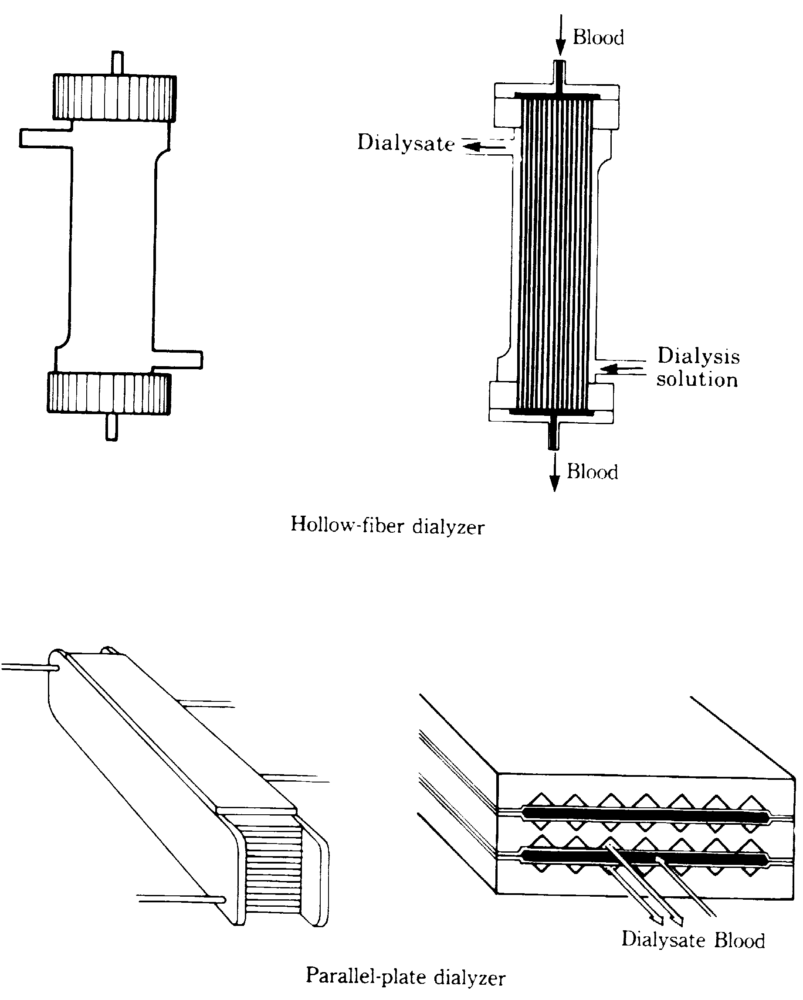 Blood
Dialysate
Dialysis
solution
Blood
Hollow-fiber dialyzer
Dialysate Blood
Parallel-plate dialyzer